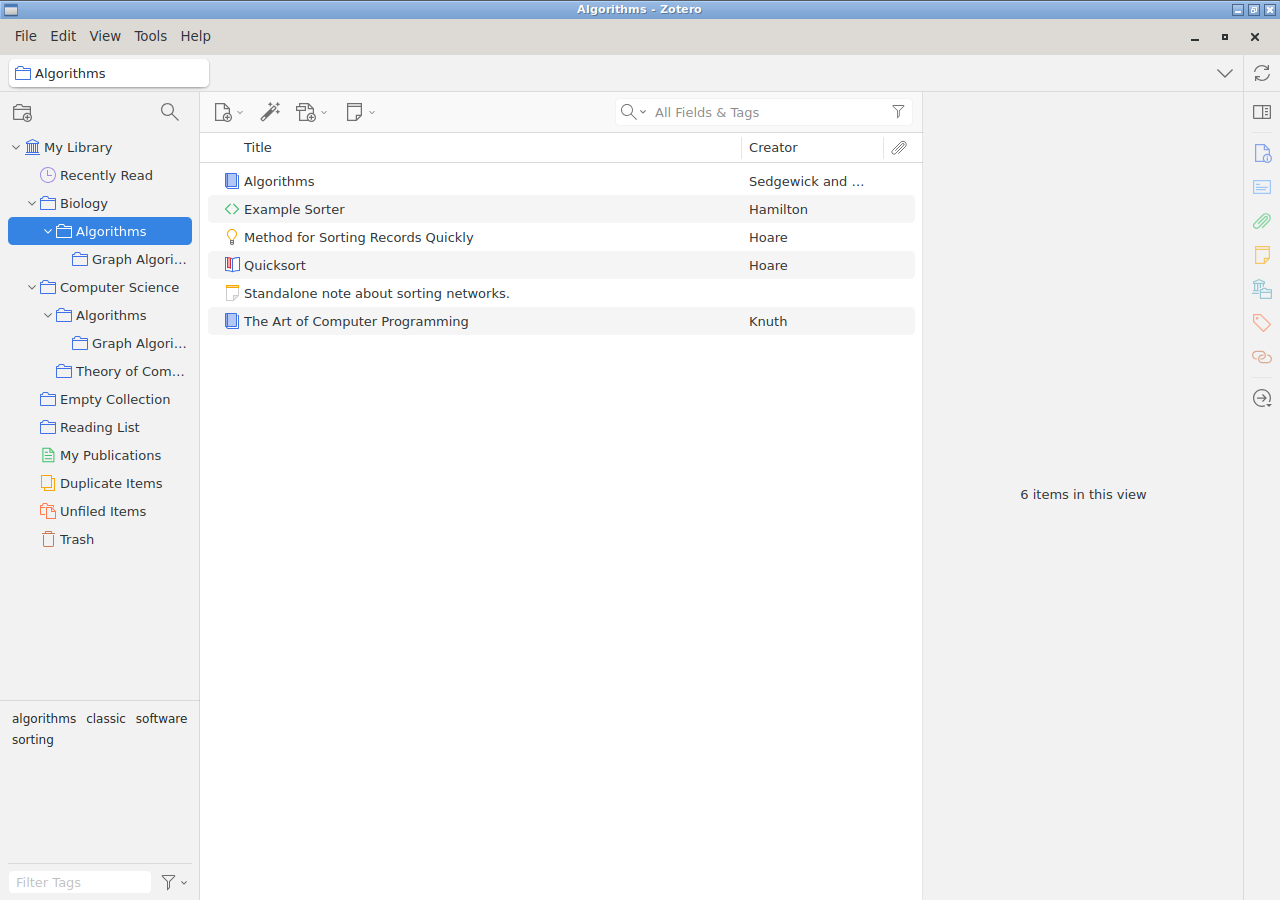 Algorithms - Zotero
File Edit View Tools Help
Algorithms
All Fields & Tags
My Library
Recently Read
Biology
Algorithms
Graph Algori...
Computer Science
Algorithms
Graph Algori...
Theory of Com...
Empty Collection
Reading List
My Publications
Duplicate Items
Unfiled Items
Trash
Title Creator
Algorithms Sedgewick and ...
Example Sorter Hamilton
Method for Sorting Records Quickly Hoare
Quicksort Hoare
Standalone note about sorting networks.
The Art of Computer Programming Knuth
6 items in this view
algorithms classic software
sorting
Filter Tags